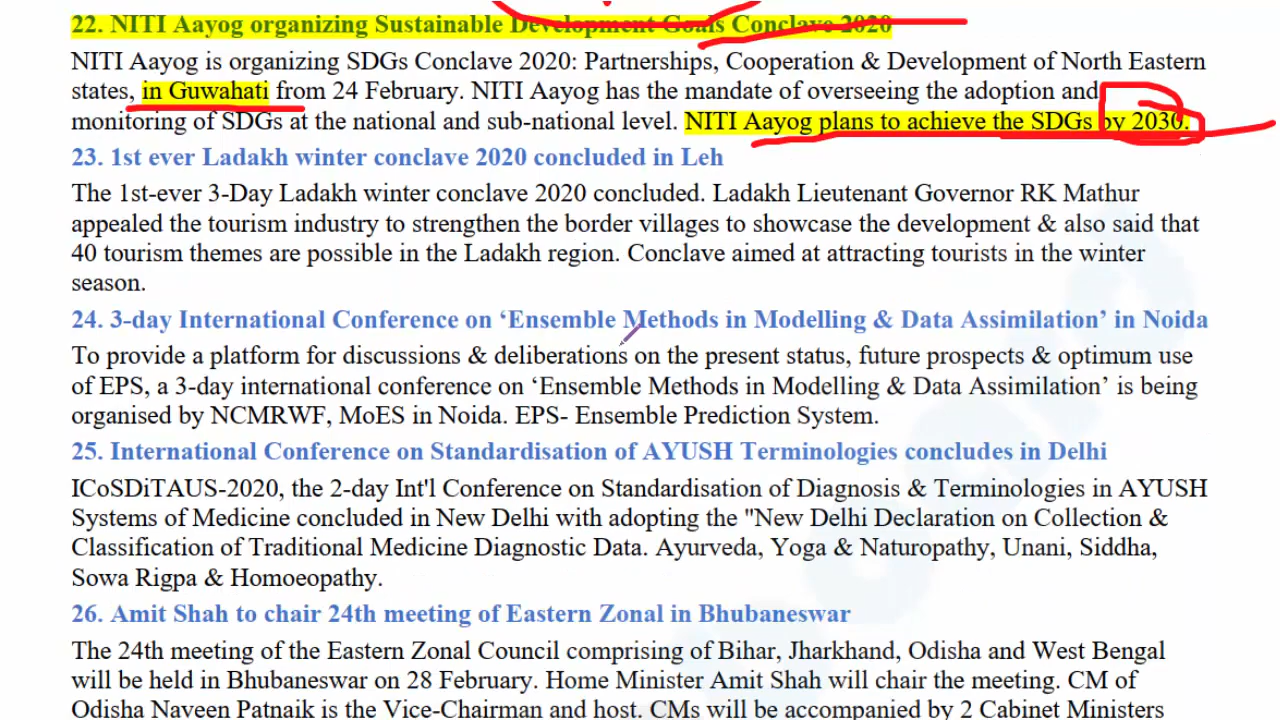 22. NITI Aayog organizing Sustainable Development Goals Conclave 2020
NITI Aayog is organizing SDGs Conclave 2020: Partnerships, Cooperation & Development of North Eastern
states, in Guwahati from 24 February. NITI Aayog has the mandate of overseeing the adoption and
monitoring of SDGs at the national and sub-national level. NITI Aayog plans to achieve the SDGs by 2030.
23. 1st ever Ladakh winter conclave 2020 concluded in Leh
The 1st-ever 3-Day Ladakh winter conclave 2020 concluded. Ladakh Lieutenant Governor RK Mathur
appealed the tourism industry to strengthen the border villages to showcase the development & also said that
40 tourism themes are possible in the Ladakh region. Conclave aimed at attracting tourists in the winter
season.
24. 3-day International Conference on ‘Ensemble Methods in Modelling & Data Assimilation’ in Noida
To provide a platform for discussions & deliberations on the present status, future prospects & optimum use
of EPS, a 3-day international conference on ‘Ensemble Methods in Modelling & Data Assimilation’ is being
organised by NCMRWF, MoES in Noida. EPS- Ensemble Prediction System.
25. International Conference on Standardisation of AYUSH Terminologies concludes in Delhi
ICoSDiTAUS-2020, the 2-day Int'l Conference on Standardisation of Diagnosis & Terminologies in AYUSH
Systems of Medicine concluded in New Delhi with adopting the "New Delhi Declaration on Collection &
Classification of Traditional Medicine Diagnostic Data. Ayurveda, Yoga & Naturopathy, Unani, Siddha,
Sowa Rigpa & Homoeopathy.
26. Amit Shah to chair 24th meeting of Eastern Zonal in Bhubaneswar
The 24th meeting of the Eastern Zonal Council comprising of Bihar, Jharkhand, Odisha and West Bengal
will be held in Bhubaneswar on 28 February. Home Minister Amit Shah will chair the meeting. CM of
Odisha Naveen Patnaik is the Vice-Chairman and host. CMs will be accompanied by 2 Cabinet Ministers